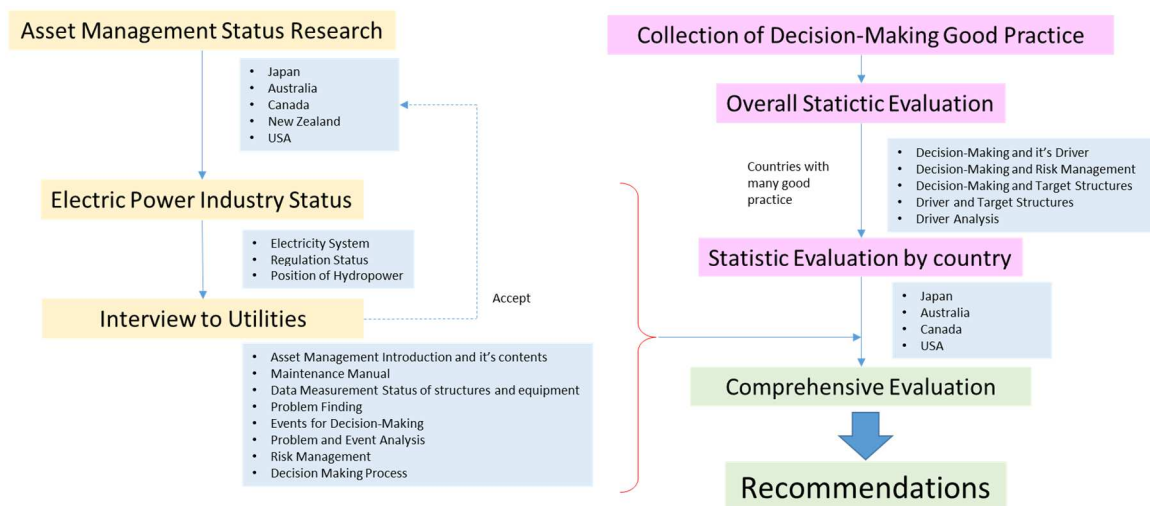 Asset Management Status Research
• Japan
• Australia
• Canada
• New Zealand
• USA
Electric Power Industry Status
• Electricity System
• Regulation Status
• Position of Hydropower
Accept
Interview to Utilities
• Asset Management Introduction and it's contents
• Maintenance Manual
• Data Measurement Status of structures and equipment
• Problem Finding
• Events for Decision-Making
• Problem and Event Analysis
• Risk Management
• Decision Making Process
Collection of Decision-Making Good Practice
Overall Statictic Evaluation
Countries with
many good
practice
• Decision-Making and it's Driver
• Decision-Making and Risk Management
• Decision-Making and Target Structures
• Driver and Target Structures
• Driver Analysis
Statistic Evaluation by country
• Japan
• Australia
• Canada
• USA
Comprehensive Evaluation
Recommendations